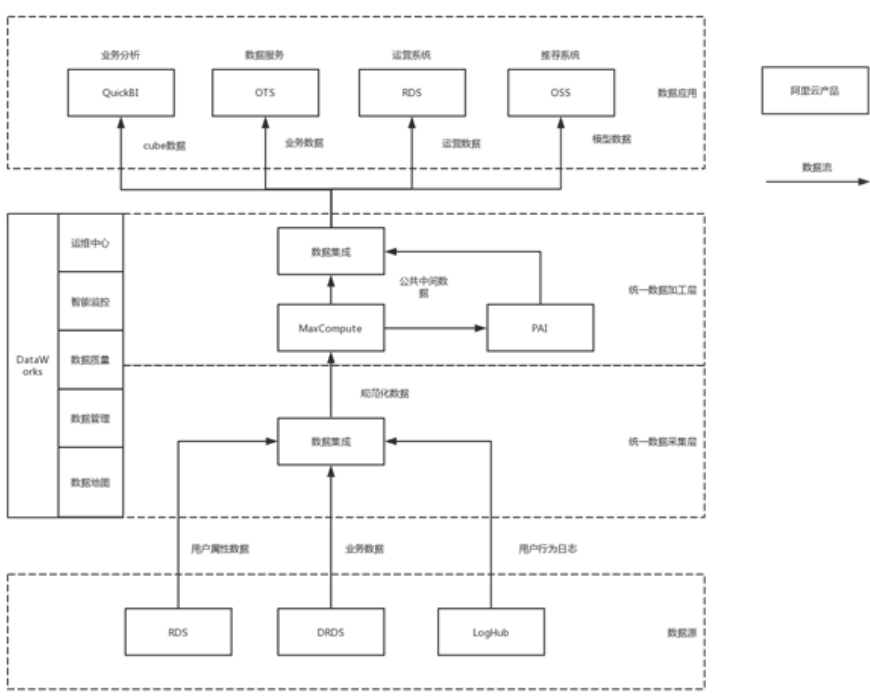 业务分析
数据服务
运营系统
推荐系统
QuickBI
OTS
RDS
OSS
数据应用
阿里云产品
cube数据
业务数据
运营数据
模型数据
数据流
运维中心
数据集成
智能监控
公共中间数
据
统一数据加工层
MaxCompute
PAI
DataW
orks
数据质量
规范化数据
数据管理
数据集成
统一数据采集层
数据地图
用户属性数据
业务数据
用户行为日志
RDS
DRDS
LogHub
数据源